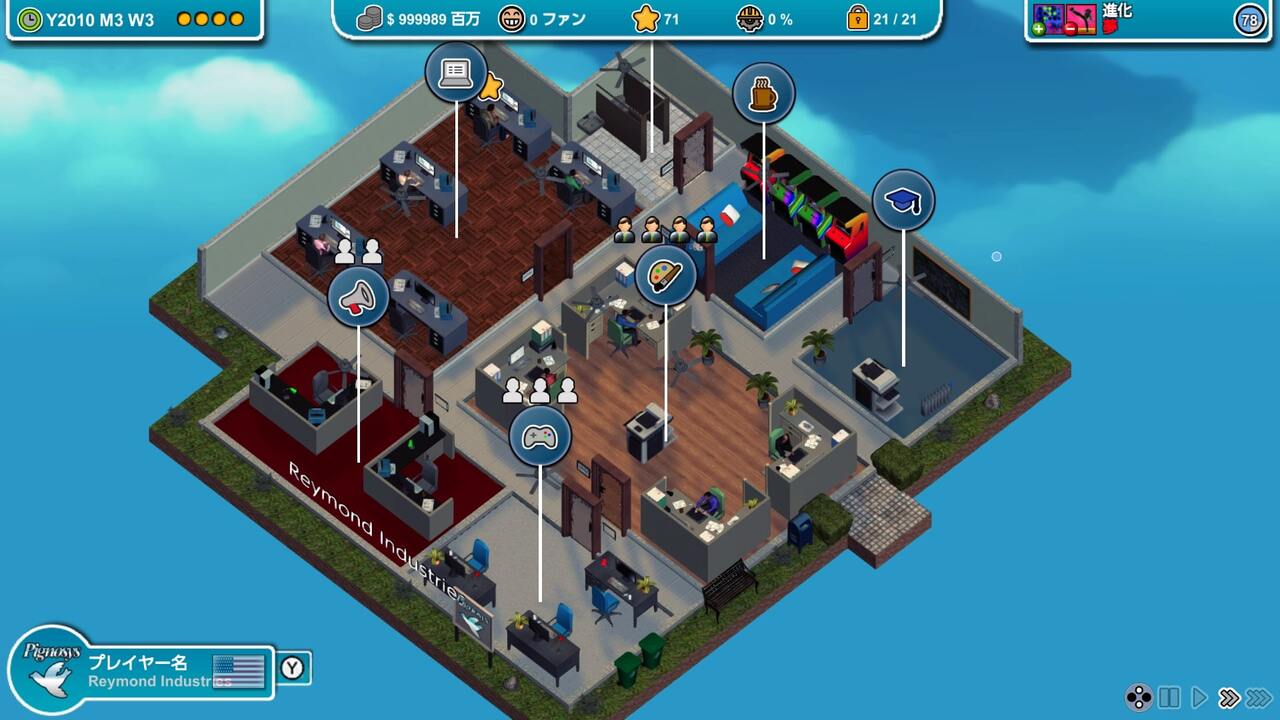 Y2010 M3 W3
$ 999989 百万
0 ファン
71
0 %
21 / 21
進化
78
Reymond Industries
Pignosys
プレイヤー名
Reymond Industries
Y